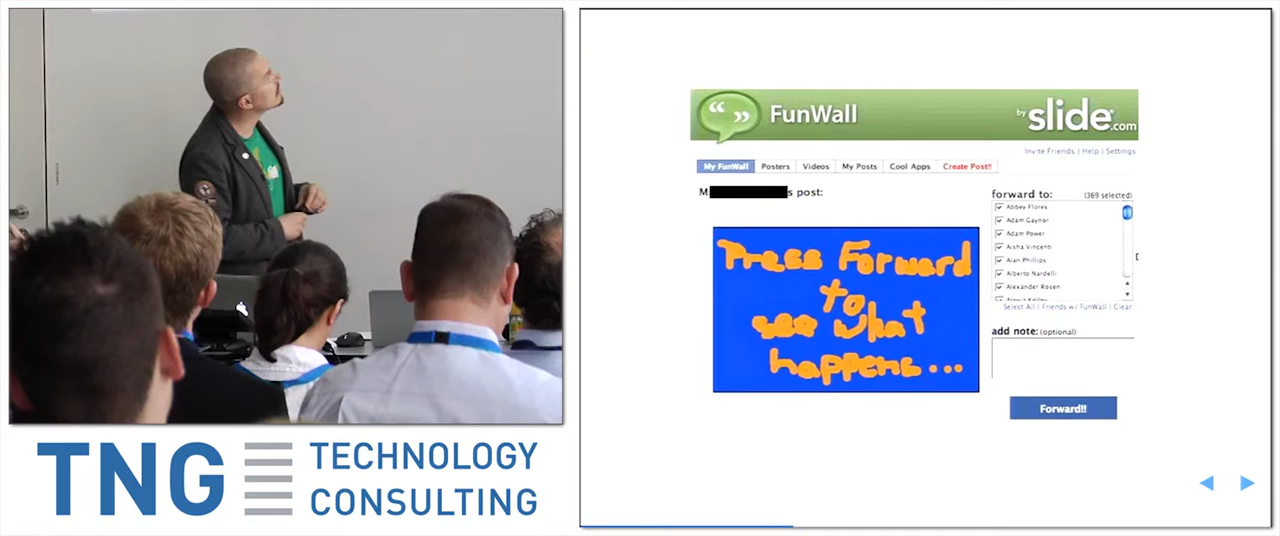 TNG TECHNOLOGY
CONSULTING
“ ” FunWall
by slide.com
Invite Friends | Help | Settings
My FunWall Posters Videos My Posts Cool Apps Create Post!!
M s post:
Press Forward
to
see what
happens...
forward to: (369 selected)
Abbey Flores
Adam Gaynor
Adam Power
Aisha Vincenti
Alan Phillips
Alberto Nardelli
Alexander Rosen
Select All | Friends w/ FunWall | Clear
add note: (optional)
Forward!!